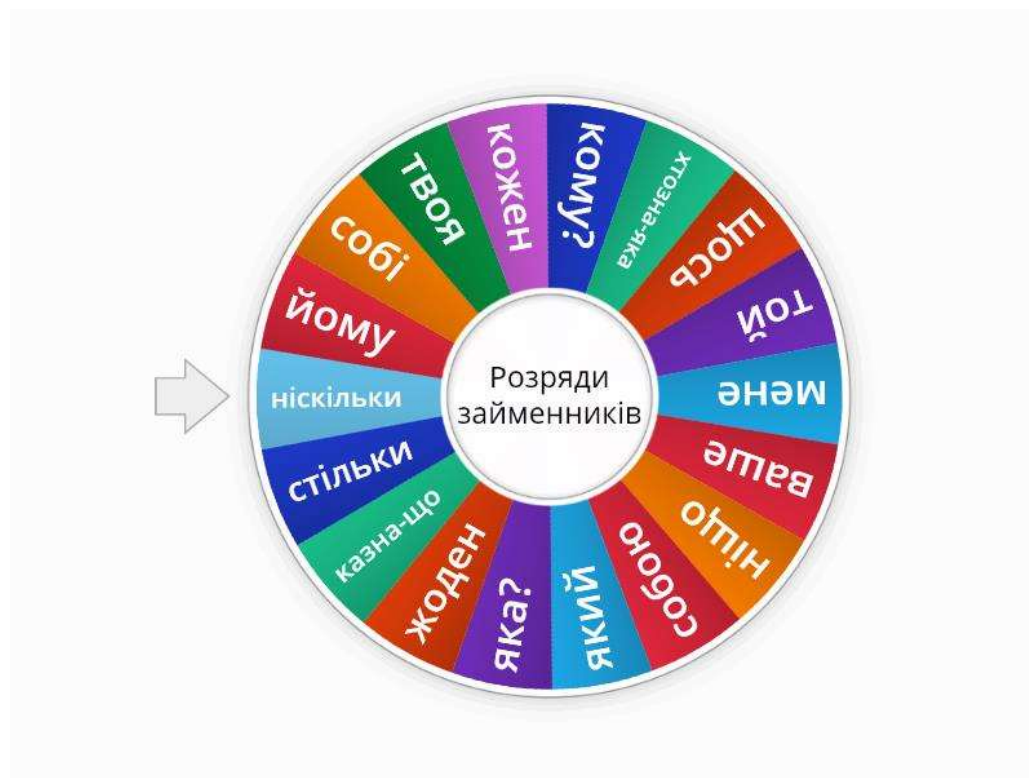 Розряди
займенників
кожен
кому?
хтозна-яка
щось
той
мене
ваше
ніщо
собою
який
яка?
жоден
казна-що
стільки
ніскільки
йому
собі
твоя